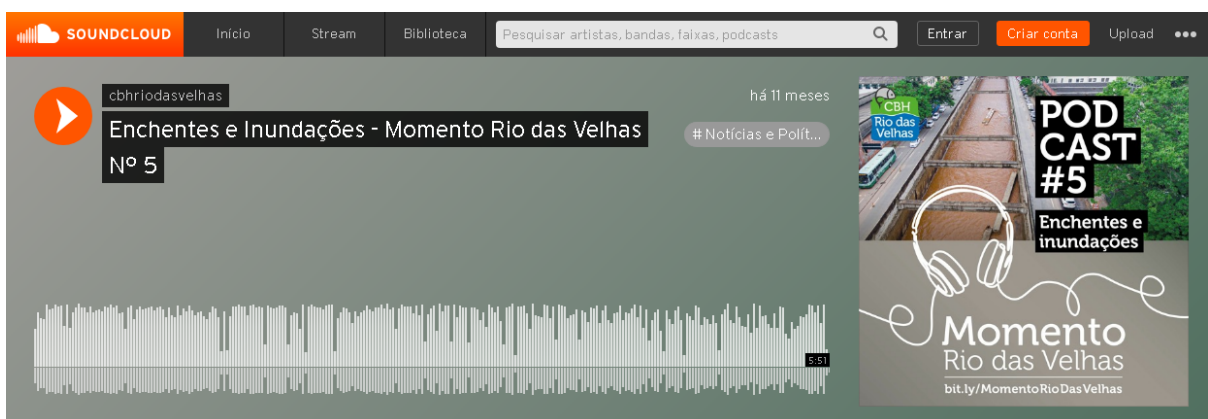 SOUNDCLOUD
Início
Stream
Biblioteca
Pesquisar artistas, bandas, faixas, podcasts
Entrar
Criar conta
Upload
cbhriodasvelhas
há 11 meses
Enchentes e Inundações - Momento Rio das Velhas
Nº 5
# Notícias e Polít...
5:51
CBH
Rio das
Velhas
POD
CAST
#5
Enchentes e
inundações
Momento
Rio das Velhas
bit.ly/MomentoRioDasVelhas